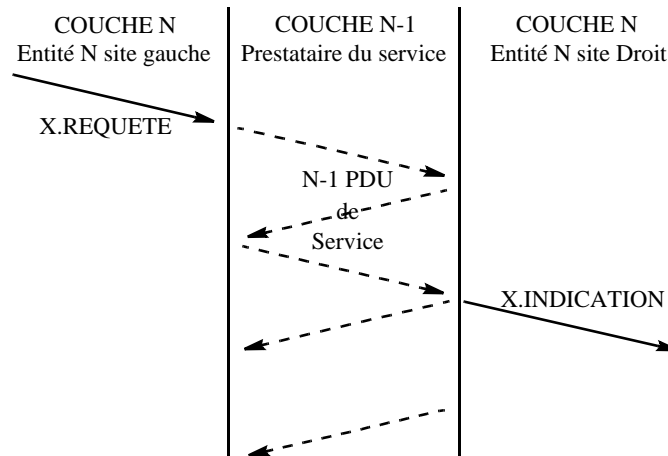 COUCHE N
Entité N site gauche
COUCHE N-1
Prestataire du service
COUCHE N
Entité N site Droit
X.REQUETE
N-1 PDU
de
Service
X.INDICATION